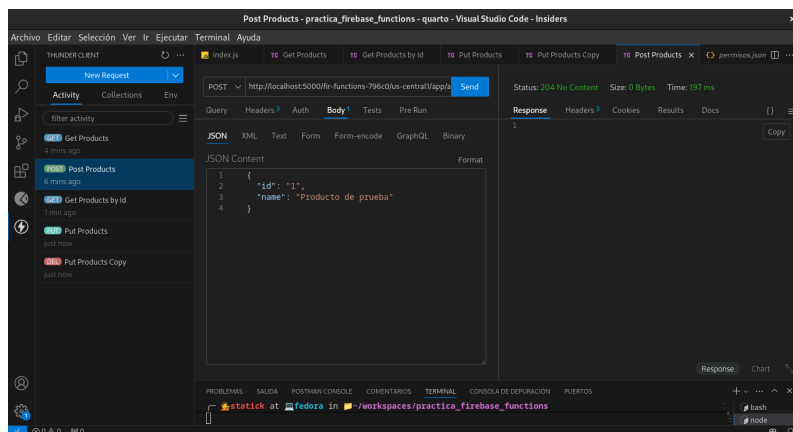 Post Products - practica_firebase_functions - quarto - Visual Studio Code - Insiders
Archivo Editar Selección Ver Ir Ejecutar Terminal Ayuda
THUNDER CLIENT
index.js
TC Get Products
TC Get Products by Id
TC Put Products
TC Put Products Copy
TC Post Products
permisos.json
New Request
Activity Collections Env
filter activity
GET Get Products
4 mins ago
POST Post Products
6 mins ago
GET Get Products by Id
1 min ago
PUT Put Products
just now
DEL Put Products Copy
just now
POST http://localhost:5000/fir-functions-796c0/us-central1/app/a Send
Query Headers 3 Auth Body 1 Tests Pre Run
JSON XML Text Form Form-encode GraphQL Binary
JSON Content Format
1 {
2 "id": "1",
3 "name": "Producto de prueba"
4 }
Status: 204 No Content Size: 0 Bytes Time: 197 ms
Response Headers 3 Cookies Results Docs { }
1
Copy
Response Chart
PROBLEMAS SALIDA POSTMAN CONSOLE COMENTARIOS TERMINAL CONSOLA DE DEPURACIÓN PUERTOS
statick at fedora in ~/workspaces/practica_firebase_functions
bash
node